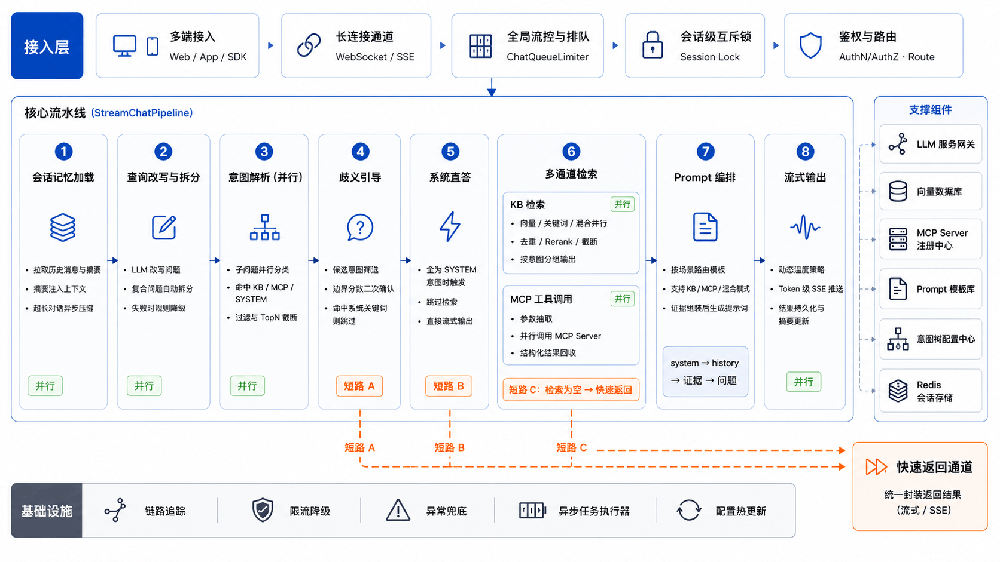 接入层
多端接入
Web / App / SDK
长连接通道
WebSocket / SSE
全局流控与排队
ChatQueueLimiter
会话级互斥锁
Session Lock
鉴权与路由
AuthN/AuthZ · Route
核心流水线 (StreamChatPipeline)
1
会话记忆加载
• 拉取历史消息与摘要
• 摘要注入上下文
• 超长对话异步压缩
并行
2
查询改写与拆分
• LLM 改写问题
• 复合问题自动拆分
• 失败时规则降级
并行
3
意图解析 (并行)
• 子问题并行分类
• 命中 KB / MCP /
SYSTEM
• 过滤与 TopN 截断
并行
4
歧义引导
?
• 候选意图筛选
• 边界分数二次确认
• 命中系统关键词
则跳过
短路 A
5
系统直答
• 全为 SYSTEM
意图时触发
• 跳过检索
• 直接流式输出
短路 B
6
多通道检索
KB 检索
并行
• 向量 / 关键词 / 混合并行
• 去重 / Rerank / 截断
• 按意图分组输出
MCP 工具调用
并行
• 参数抽取
• 并行调用 MCP Server
• 结构化结果回收
短路 C：检索为空 → 快速返回
7
Prompt 编排
• 按场景路由模板
• 支持 KB / MCP / 混合模式
• 证据组装后生成提示词
system → history
→ 证据 → 问题
8
流式输出
• 动态温度策略
• Token 级 SSE 推送
• 结果持久化与
摘要更新
并行
支撑组件
LLM 服务网关
向量数据库
MCP Server
注册中心
Prompt 模板库
意图树配置中心
Redis
会话存储
短路 A
短路 B
短路 C
快速返回通道
统一封装返回结果
(流式 / SSE)
基础设施
链路追踪
限流降级
异常兜底
异步任务执行器
配置热更新